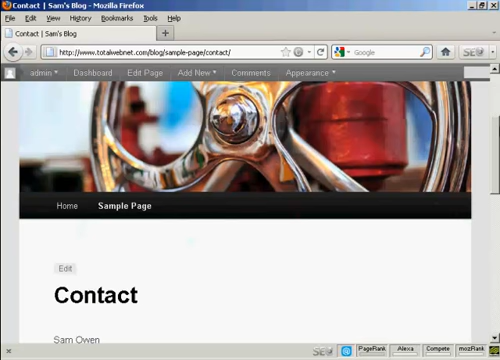 Contact | Sam's Blog - Mozilla Firefox
File Edit View History Bookmarks Tools Help
Contact | Sam's Blog
http://www.totalwebnet.com/blog/sample-page/contact/ Google SEO
admin Dashboard Edit Page Add New Comments Appearance
Home Sample Page
Edit
Contact
Sam Owen
SEO PageRank Alexa Compete mozRank